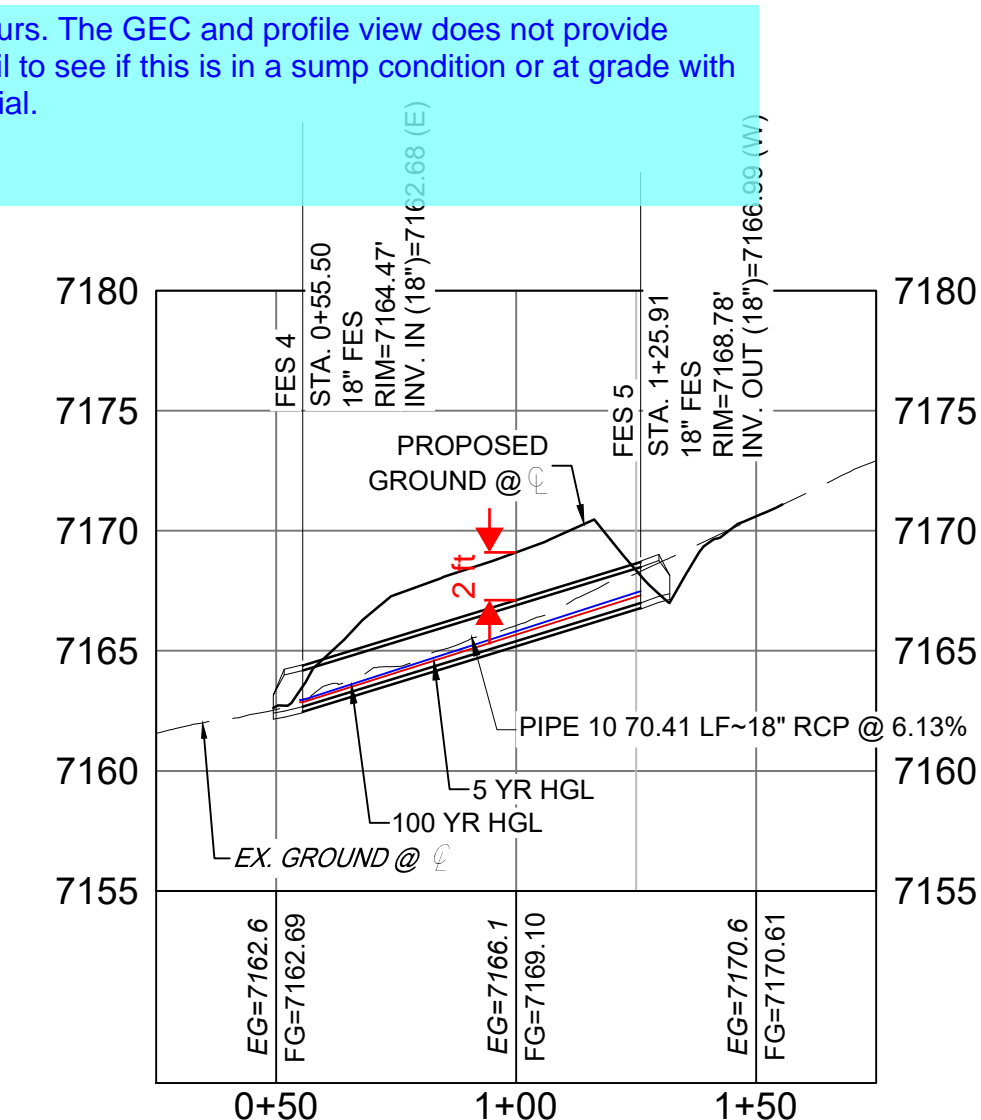 urs. The GEC and profile view does not provide
il to see if this is in a sump condition or at grade with
ial.
FES 4
STA. 0+55.50
18" FES
RIM=7164.47'
INV. IN (18")=7162.68 (E)
FES 5
STA. 1+25.91
18" FES
RIM=7168.78'
INV. OUT (18")=7166.99 (W)
7180
7180
7175
7175
PROPOSED
GROUND @ ℄
7170
7170
2 ft
7165
7165
PIPE 10 70.41 LF~18" RCP @ 6.13%
7160
7160
5 YR HGL
100 YR HGL
EX. GROUND @ ℄
7155
7155
EG=7162.6
FG=7162.69
EG=7166.1
FG=7169.10
EG=7170.6
FG=7170.61
0+50
1+00
1+50